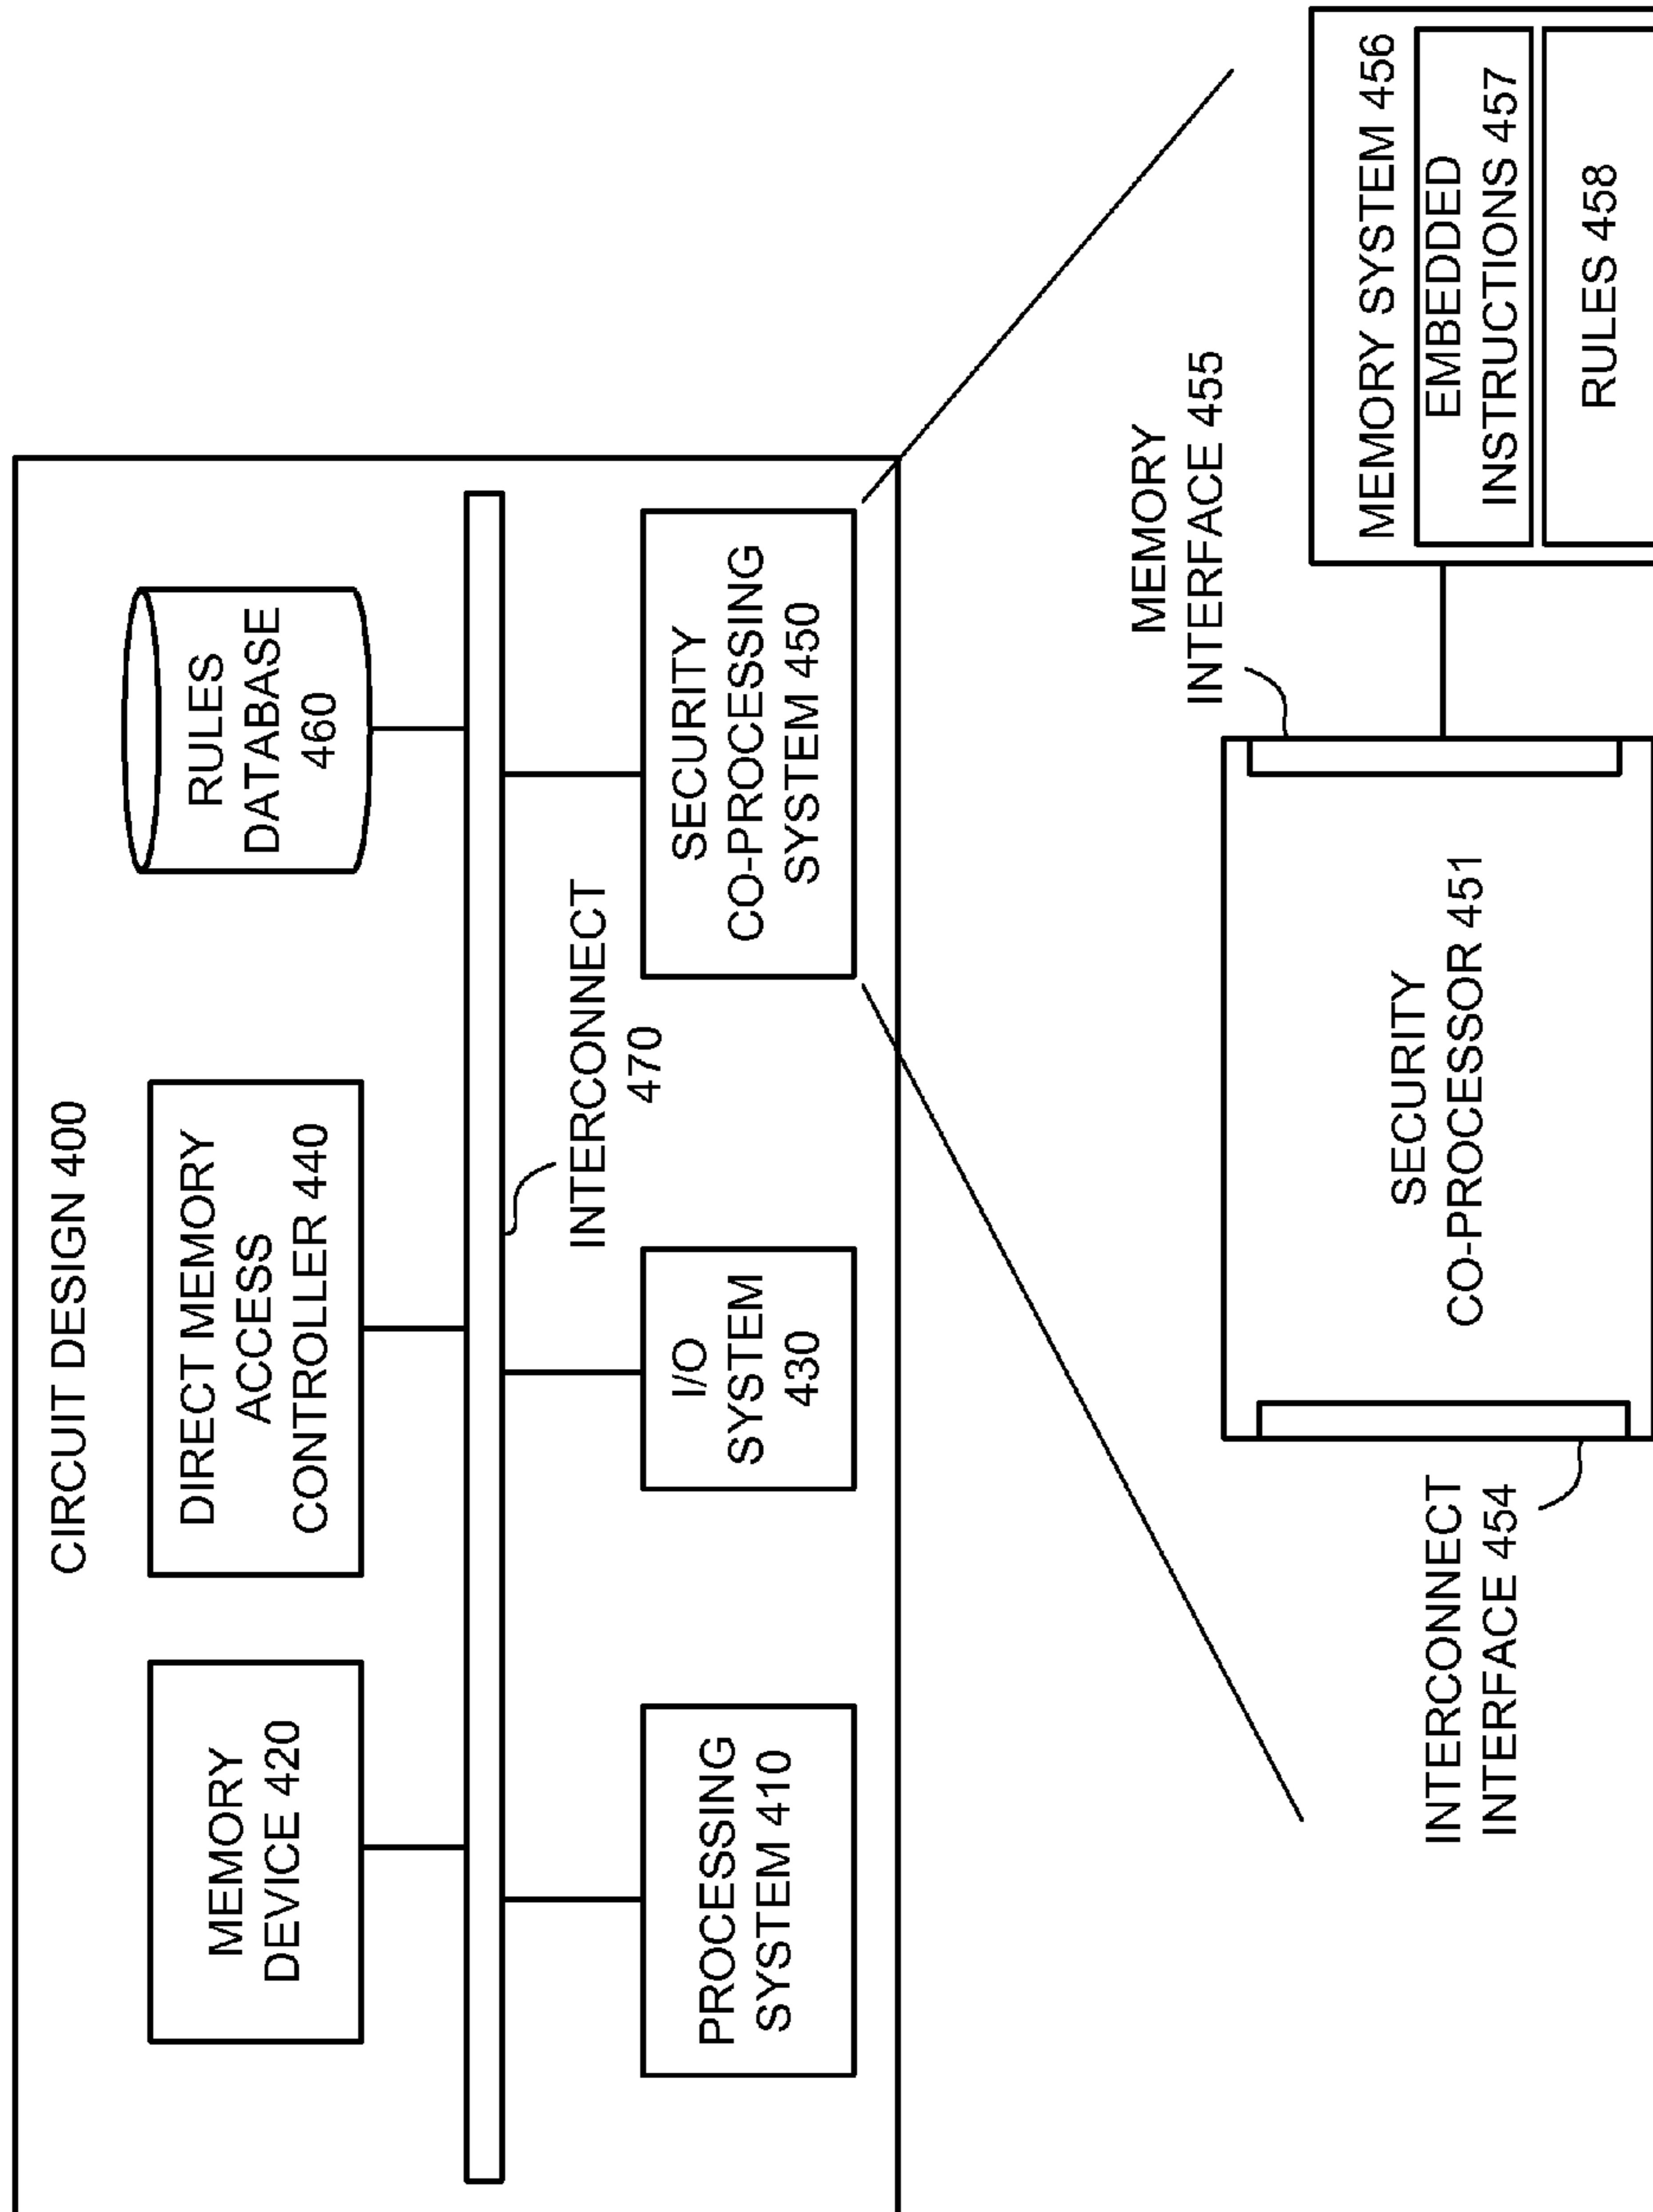 CIRCUIT DESIGN 400
MEMORY
DEVICE 420
DIRECT MEMORY
ACCESS
CONTROLLER 440
RULES
DATABASE
460
INTERCONNECT
470
PROCESSING
SYSTEM 410
I/O
SYSTEM
430
SECURITY
CO-PROCESSING
SYSTEM 450
MEMORY
INTERFACE 455
INTERCONNECT
INTERFACE 454
SECURITY
CO-PROCESSOR 451
MEMORY SYSTEM 456
EMBEDDED
INSTRUCTIONS 457
RULES 458